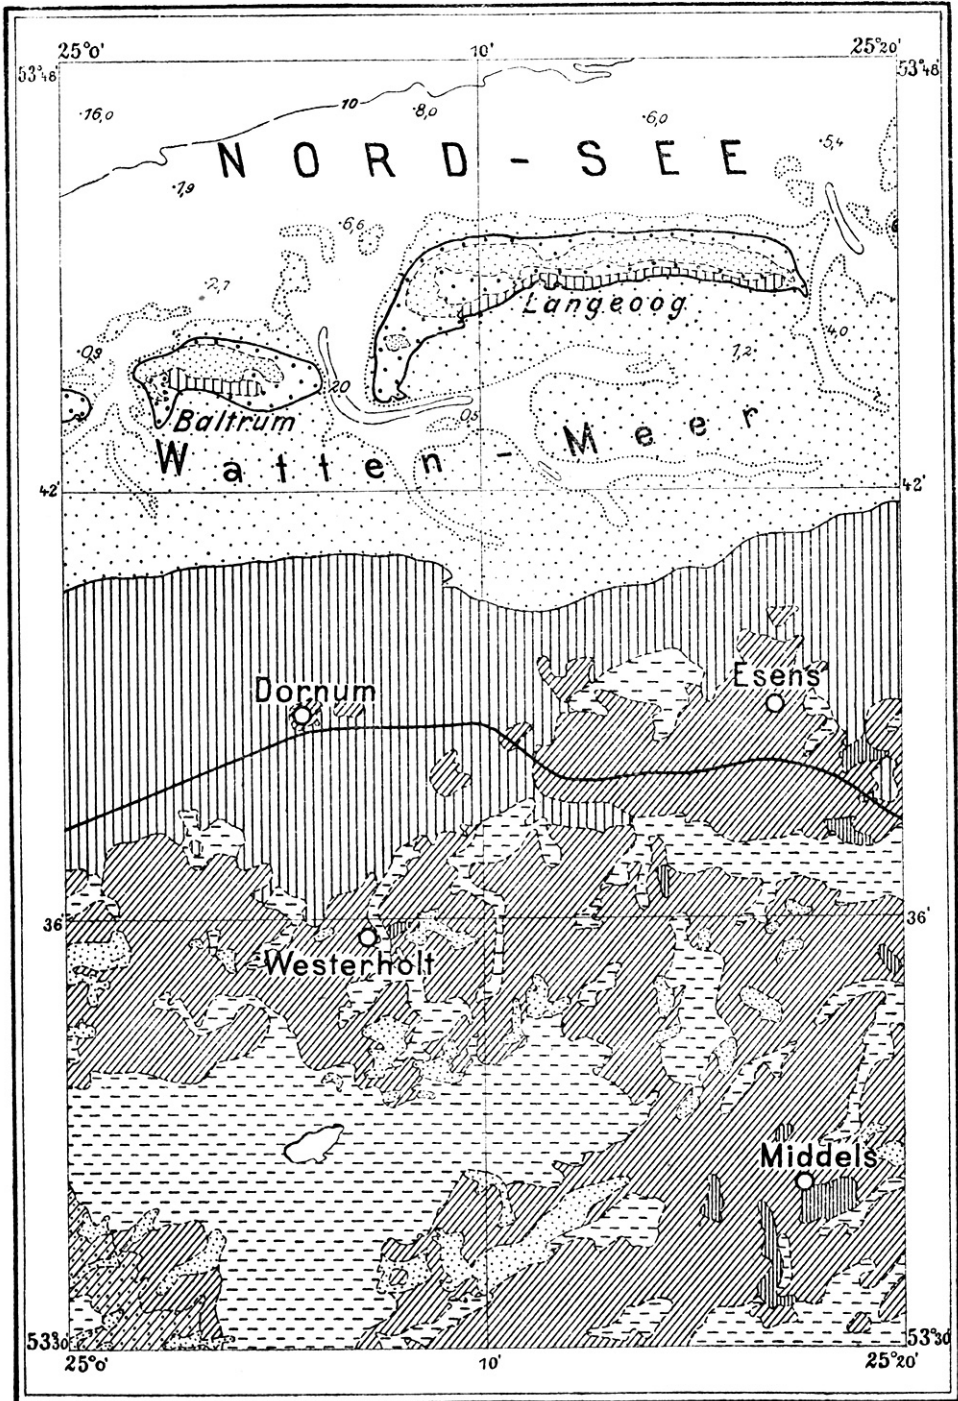 25°0' 10' 25°20'
53°48' 53°48'
·16,0 10 ·8,0 ·6,0 ·5,4
NORD-SEE
·7,9
·6,6
·2,7
Langeoog
4,0
0,9 7,2
20
0,5
Baltrum
Watten-Meer
42' 42'
Esens
Dornum
36' 36'
Westerholt
Middels
53°30' 53°30'
25°0' 10' 25°20'